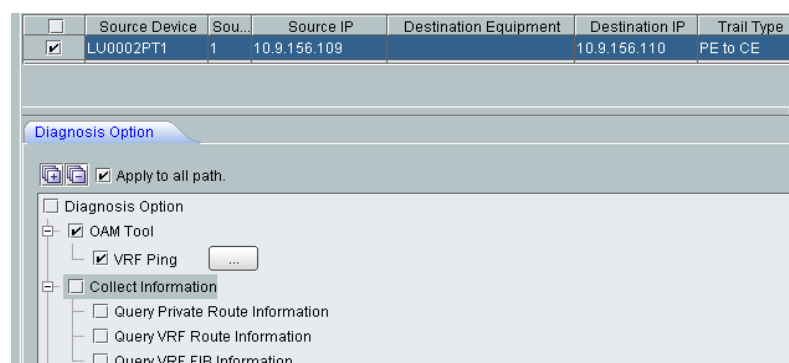 Source Device Sou... Source IP Destination Equipment Destination IP Trail Type
LU0002PT1 1 10.9.156.109 10.9.156.110 PE to CE
Diagnosis Option
Apply to all path.
Diagnosis Option
OAM Tool
VRF Ping ...
Collect Information
Query Private Route Information
Query VRF Route Information
Query VRF FIB Information